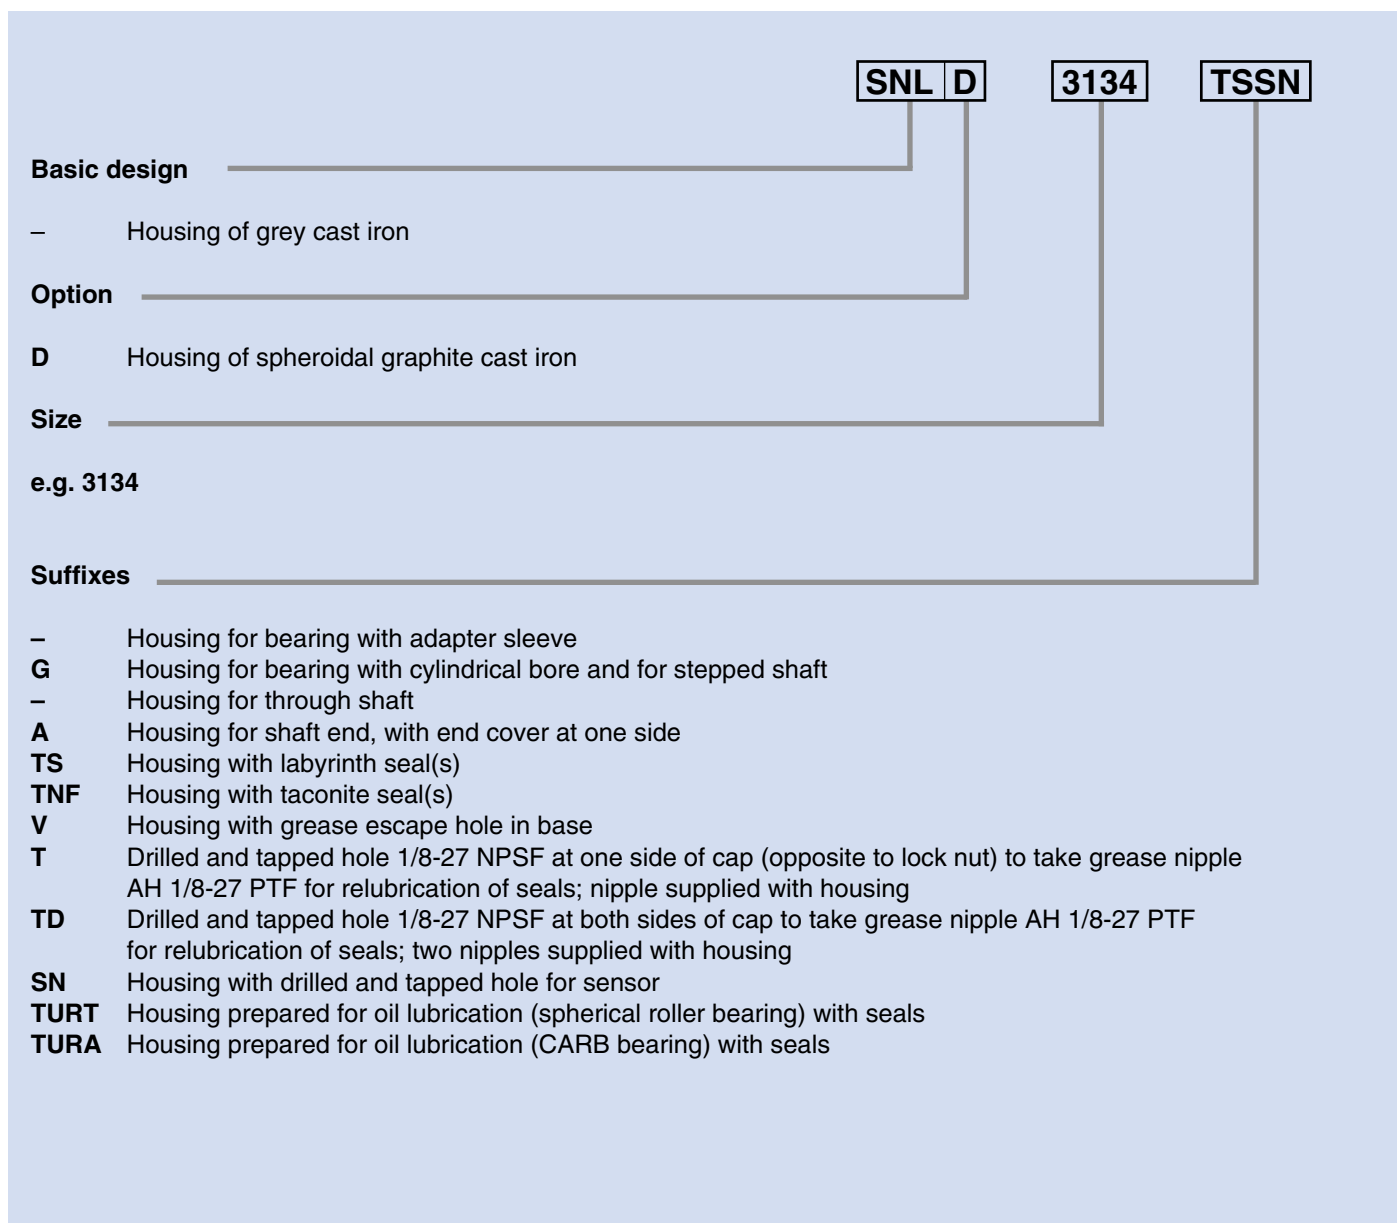 SNL D 3134 TSSN
Basic design
– Housing of grey cast iron
Option
D Housing of spheroidal graphite cast iron
Size
e.g. 3134
Suffixes
– Housing for bearing with adapter sleeve
G Housing for bearing with cylindrical bore and for stepped shaft
– Housing for through shaft
A Housing for shaft end, with end cover at one side
TS Housing with labyrinth seal(s)
TNF Housing with taconite seal(s)
V Housing with grease escape hole in base
T Drilled and tapped hole 1/8-27 NPSF at one side of cap (opposite to lock nut) to take grease nipple
AH 1/8-27 PTF for relubrication of seals; nipple supplied with housing
TD Drilled and tapped hole 1/8-27 NPSF at both sides of cap to take grease nipple AH 1/8-27 PTF
for relubrication of seals; two nipples supplied with housing
SN Housing with drilled and tapped hole for sensor
TURT Housing prepared for oil lubrication (spherical roller bearing) with seals
TURA Housing prepared for oil lubrication (CARB bearing) with seals